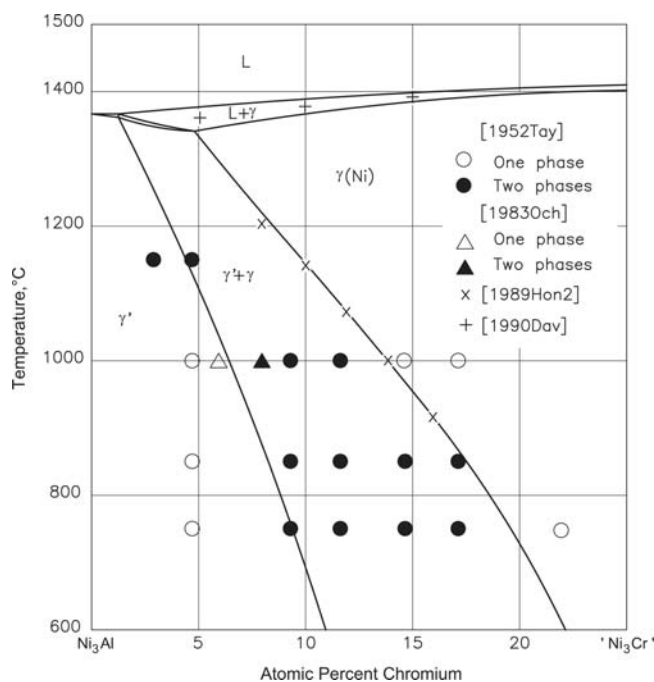 1500
L
1400
L+γ
[1952Tay]
One phase
γ(Ni)
Two phases
[1983Och]
1200
One phase
γ'+γ
Two phases
[1989Hon2]
γ'
[1990Dav]
Temperature,°C
1000
800
600
Ni₃Al
5
10
15
20
'Ni₃Cr'
Atomic Percent Chromium